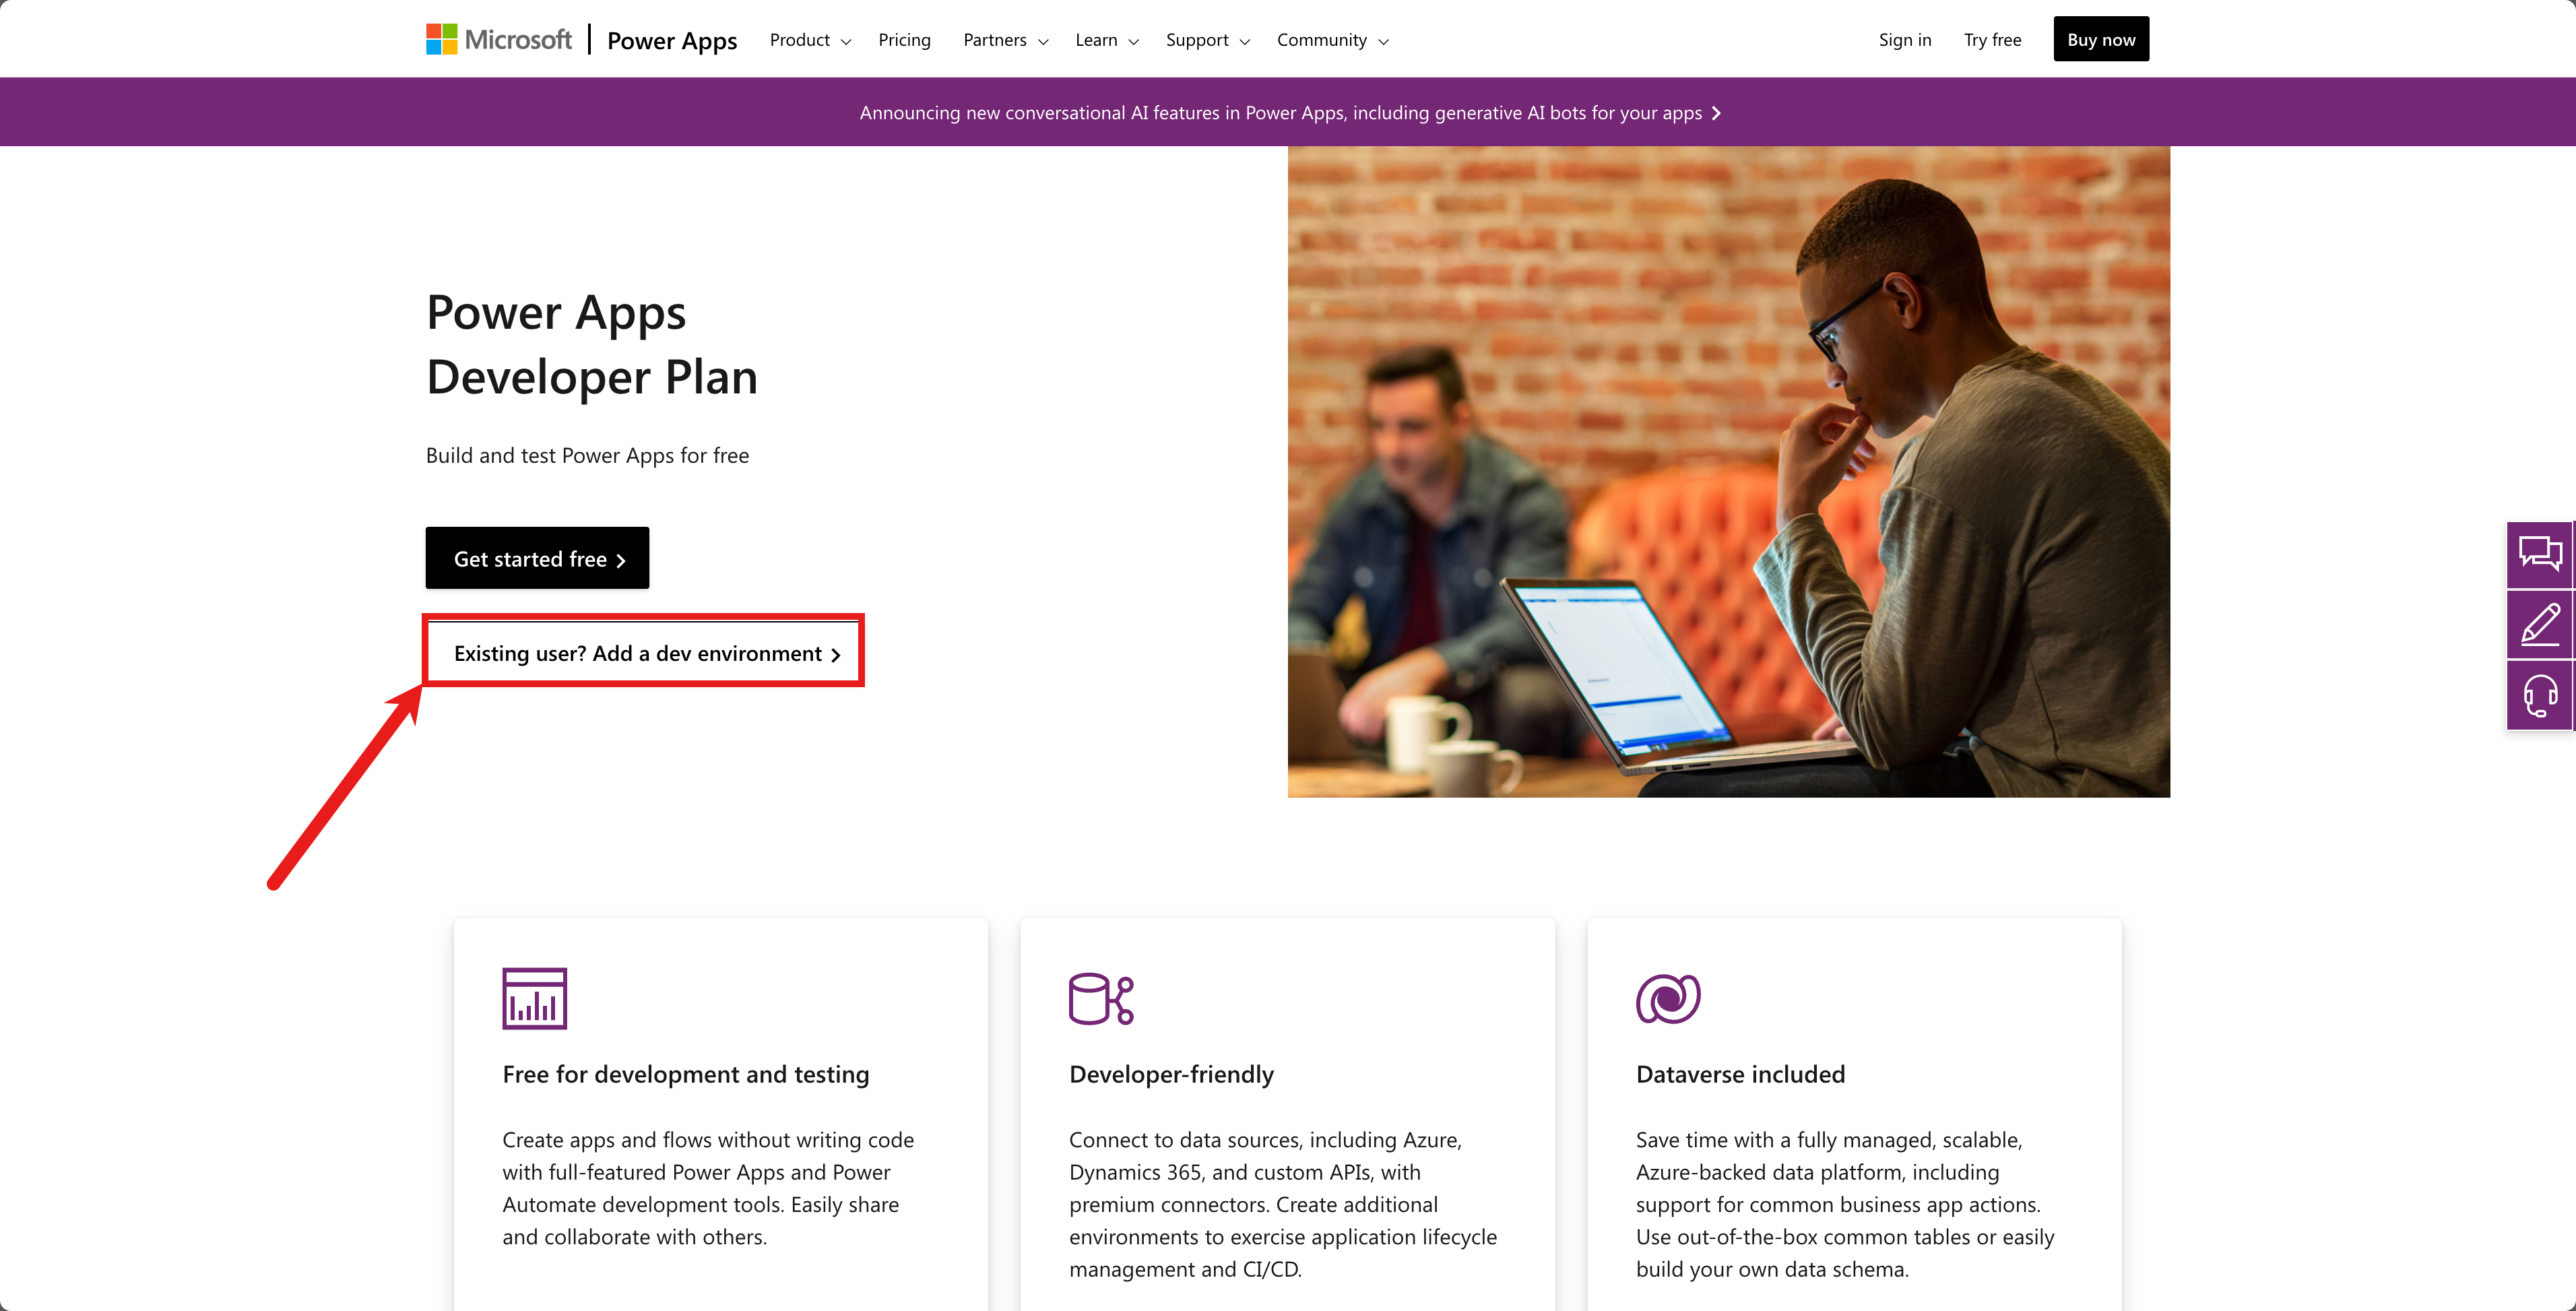 Microsoft | Power Apps Product Pricing Partners Learn Support Community Sign in Try free Buy now
Announcing new conversational AI features in Power Apps, including generative AI bots for your apps
Power Apps
Developer Plan
Build and test Power Apps for free
Get started free
Existing user? Add a dev environment
Free for development and testing
Create apps and flows without writing code
with full-featured Power Apps and Power
Automate development tools. Easily share
and collaborate with others.
Developer-friendly
Connect to data sources, including Azure,
Dynamics 365, and custom APIs, with
premium connectors. Create additional
environments to exercise application lifecycle
management and CI/CD.
Dataverse included
Save time with a fully managed, scalable,
Azure-backed data platform, including
support for common business app actions.
Use out-of-the-box common tables or easily
build your own data schema.